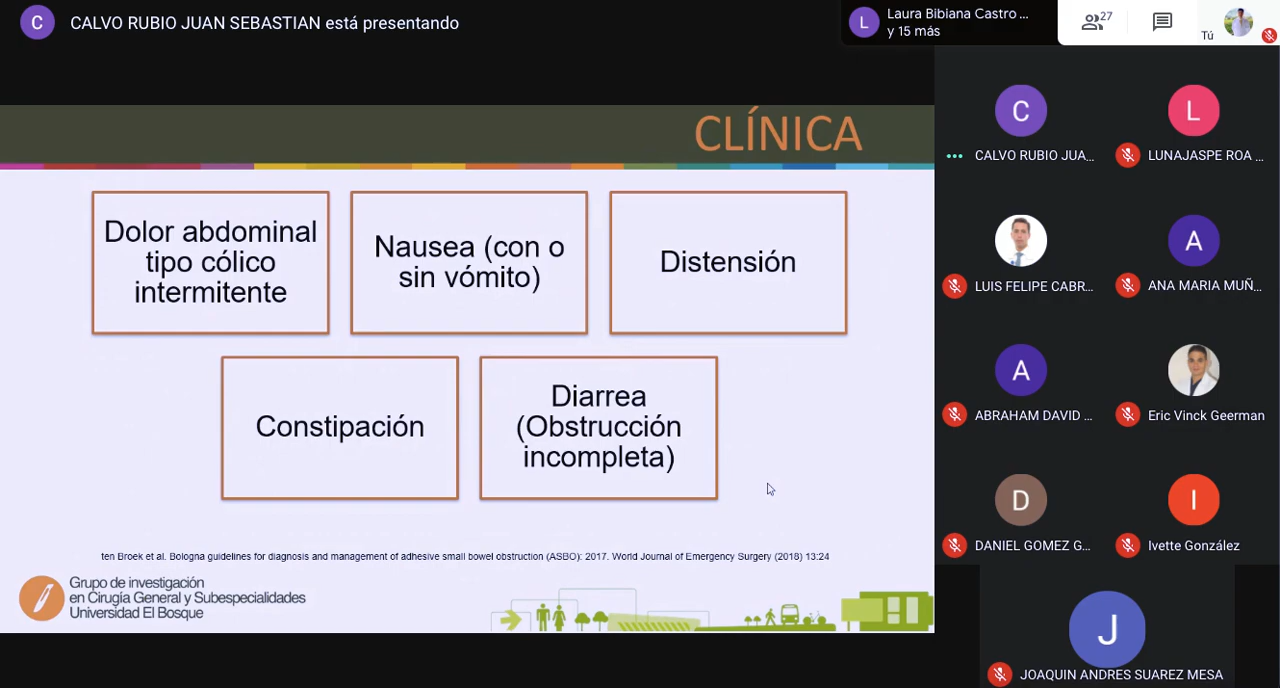 C
CALVO RUBIO JUAN SEBASTIAN está presentando
L
Laura Bibiana Castro ...
y 15 más
27
Tú
CLÍNICA
Dolor abdominal
tipo cólico
intermitente
Nausea (con o
sin vómito)
Distensión
Constipación
Diarrea
(Obstrucción
incompleta)
ten Broek et al. Bologna guidelines for diagnosis and management of adhesive small bowel obstruction (ASBO): 2017. World Journal of Emergency Surgery (2018) 13:24
Grupo de investigación
en Cirugía General y Subespecialidades
Universidad El Bosque
C
CALVO RUBIO JUA...
L
LUNAJASPE ROA ...
LUIS FELIPE CABR...
A
ANA MARIA MUÑ...
A
ABRAHAM DAVID ...
Eric Vinck Geerman
D
DANIEL GOMEZ G...
I
Ivette González
J
JOAQUIN ANDRES SUAREZ MESA